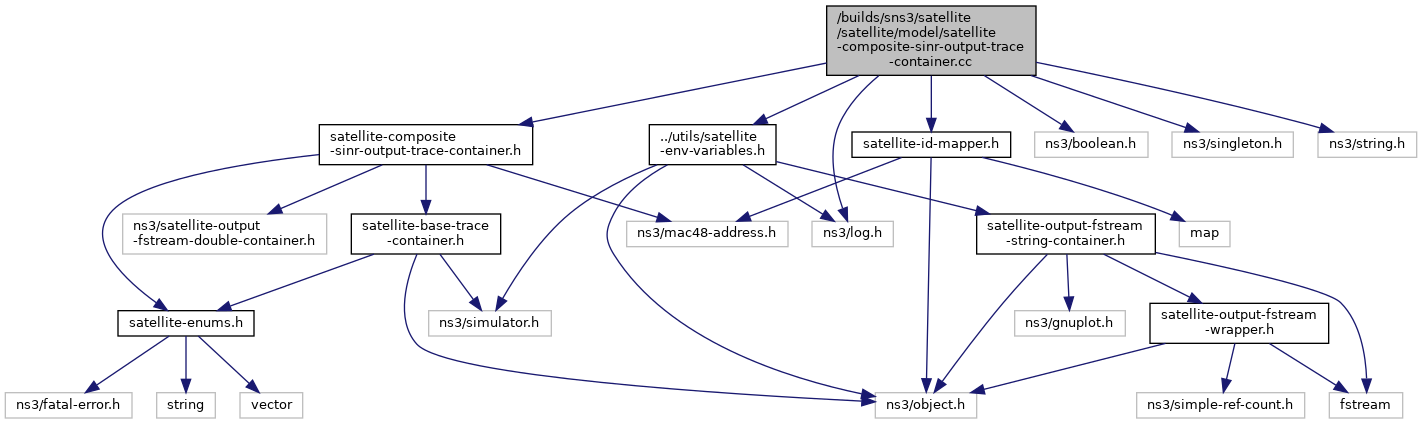 /builds/sns3/satellite
/satellite/model/satellite
-composite-sinr-output-trace
-container.cc
satellite-composite
-sinr-output-trace-container.h
../utils/satellite
-env-variables.h
satellite-id-mapper.h
ns3/boolean.h
ns3/singleton.h
ns3/string.h
ns3/satellite-output
-fstream-double-container.h
satellite-base-trace
-container.h
ns3/mac48-address.h
ns3/log.h
satellite-output-fstream
-string-container.h
map
satellite-enums.h
ns3/simulator.h
ns3/gnuplot.h
satellite-output-fstream
-wrapper.h
ns3/fatal-error.h
string
vector
ns3/object.h
ns3/simple-ref-count.h
fstream